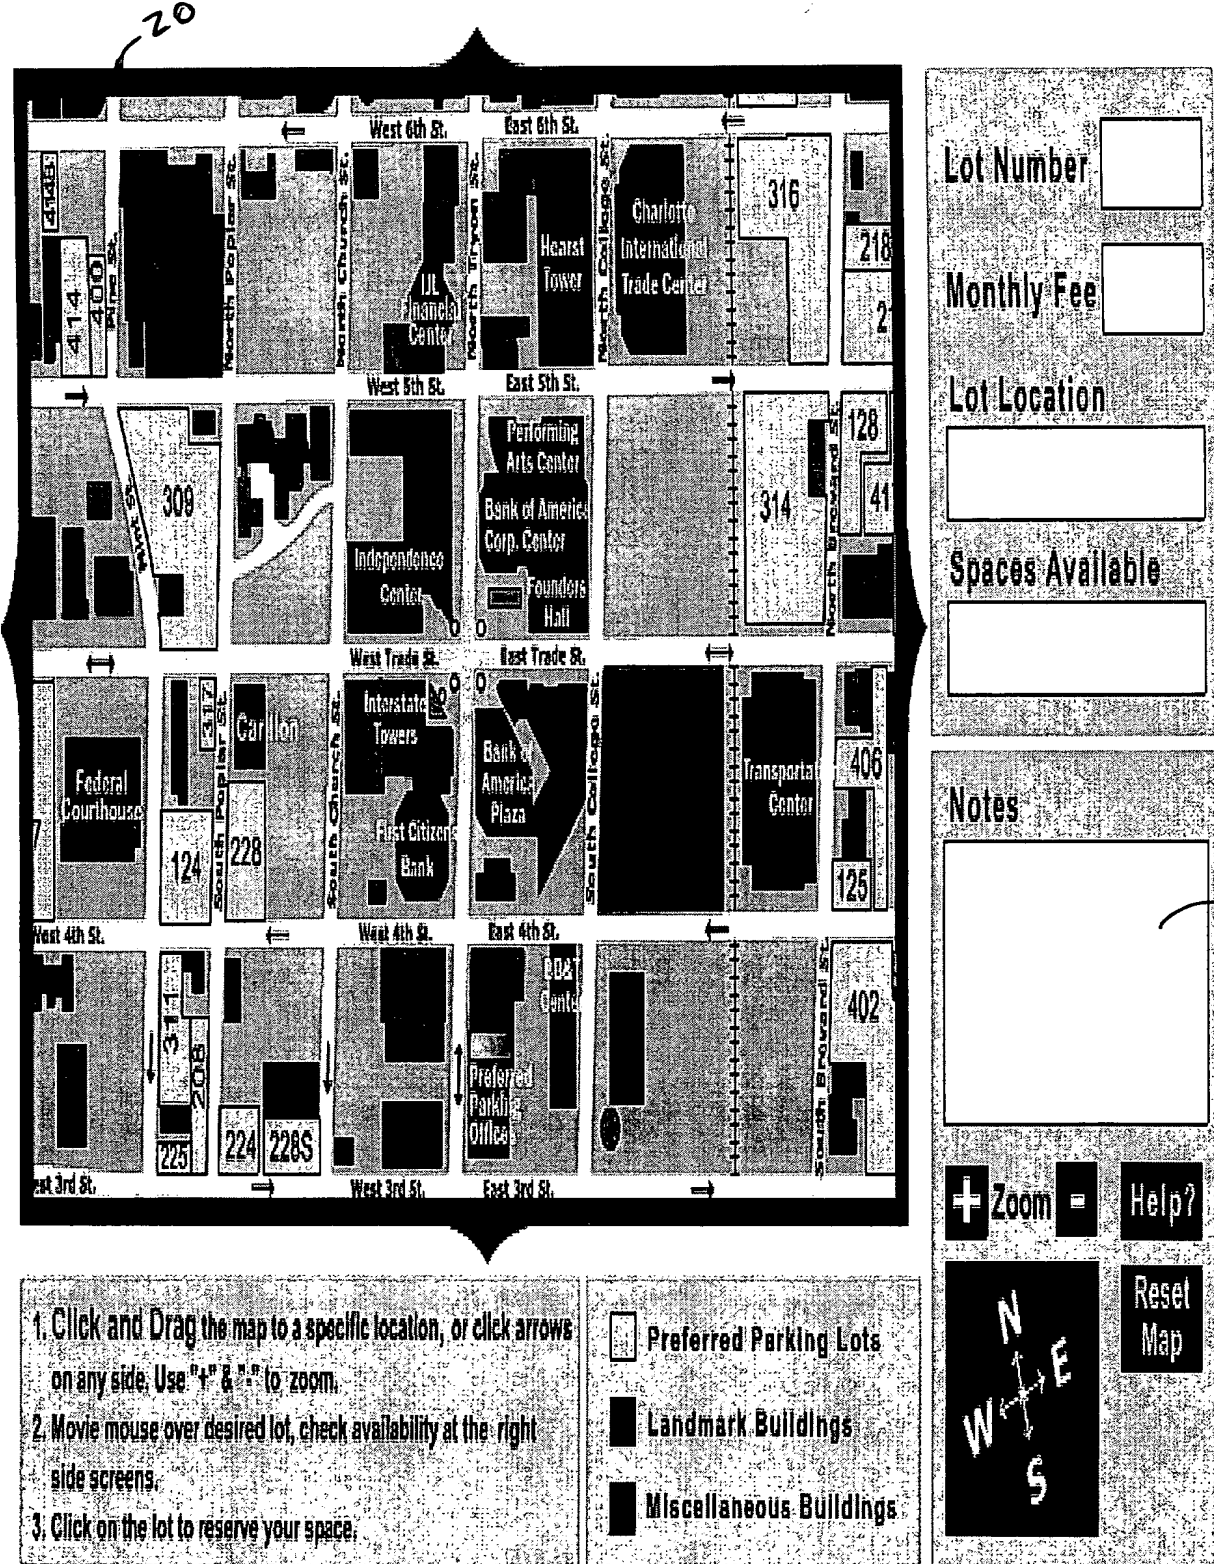 20
West 6th St.
East 6th St.
414B
414
400
Pine St.
North Poplar St.
North Church St.
IJL
Financial
Center
North Tryon St.
Hearst
Tower
North College St.
Charlotte
International
Trade Center
316
218
21
West 5th St.
East 5th St.
309
Independence
Center
Performing
Arts Center
Bank of America
Corp. Center
Founders
Hall
314
North Brevard St.
128
41
West Trade St.
East Trade St.
Federal
Courthouse
7
317
124
South Poplar St.
Carillon
228
South Church St.
Interstate
Towers
First Citizens
Bank
Bank of
America
Plaza
South College St.
Transportation
Center
406
125
West 4th St.
West 4th St.
East 4th St.
311
208
225
224
228S
Preferred
Parking
Office
BB&T
Center
South Brevard St.
402
est 3rd St.
West 3rd St.
East 3rd St.
Lot Number
Monthly Fee
Lot Location
Spaces Available
Notes
+ Zoom -
Help?
Reset
Map
N
E
W
S
1. Click and Drag the map to a specific location, or click arrows
on any side. Use "+" & "-" to zoom.
2. Movie mouse over desired lot, check availability at the right
side screens.
3. Click on the lot to reserve your space.
Preferred Parking Lots
Landmark Buildings
Miscellaneous Buildings